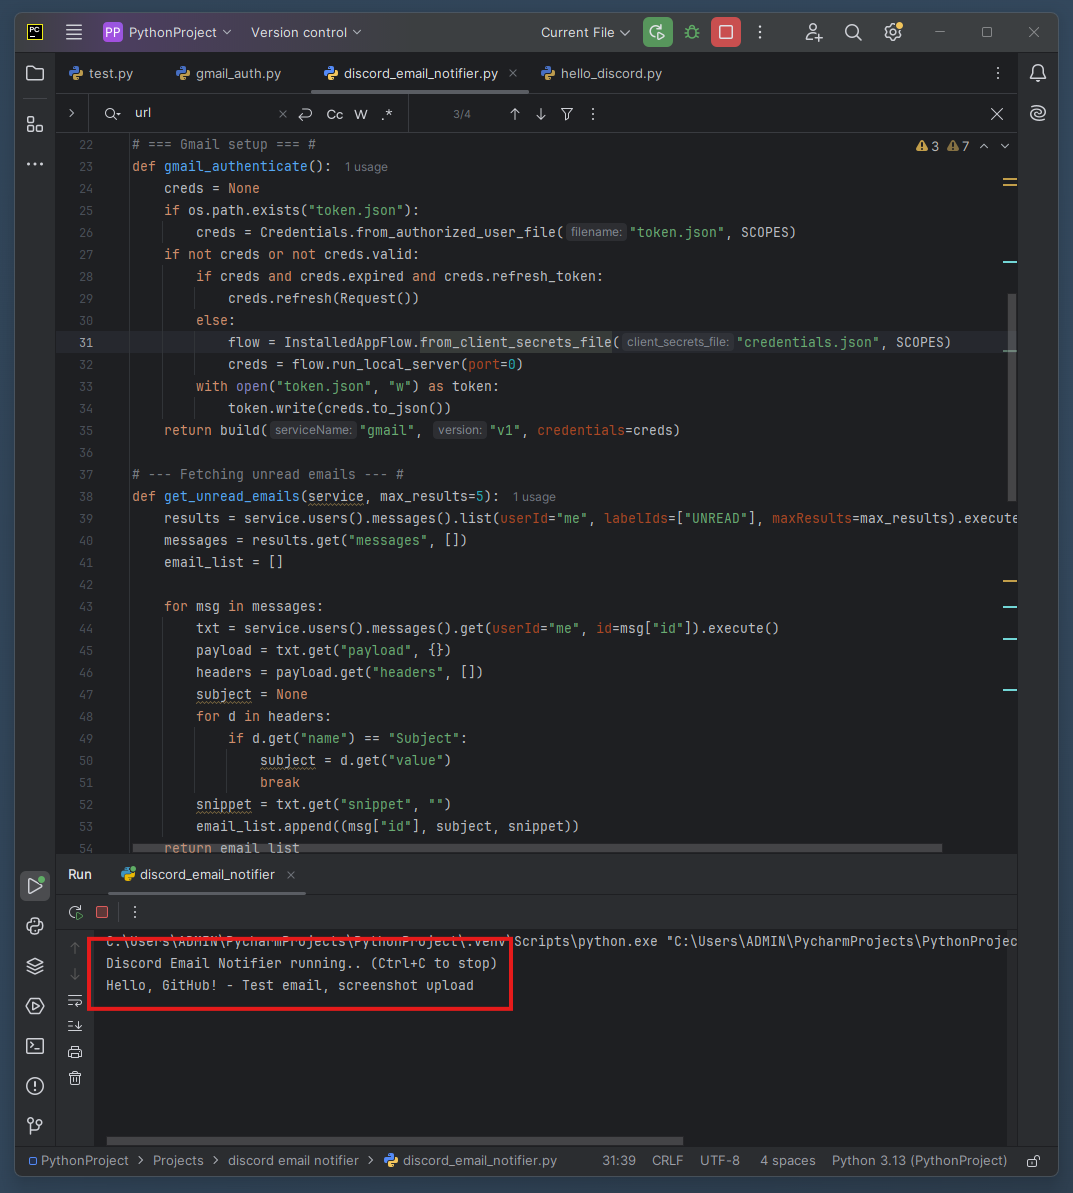 PC
PP PythonProject Version control Current File
test.py gmail_auth.py discord_email_notifier.py hello_discord.py
url Cc W .* 3/4
22 # === Gmail setup === # 3 7
23 def gmail_authenticate(): 1 usage
24 creds = None
25 if os.path.exists("token.json"):
26 creds = Credentials.from_authorized_user_file( filename: "token.json", SCOPES)
27 if not creds or not creds.valid:
28 if creds and creds.expired and creds.refresh_token:
29 creds.refresh(Request())
30 else:
31 flow = InstalledAppFlow.from_client_secrets_file( client_secrets_file: "credentials.json", SCOPES)
32 creds = flow.run_local_server(port=0)
33 with open("token.json", "w") as token:
34 token.write(creds.to_json())
35 return build( serviceName: "gmail", version: "v1", credentials=creds)
36
37 # --- Fetching unread emails --- #
38 def get_unread_emails(service, max_results=5): 1 usage
39 results = service.users().messages().list(userId="me", labelIds=["UNREAD"], maxResults=max_results).execute
40 messages = results.get("messages", [])
41 email_list = []
42
43 for msg in messages:
44 txt = service.users().messages().get(userId="me", id=msg["id"]).execute()
45 payload = txt.get("payload", {})
46 headers = payload.get("headers", [])
47 subject = None
48 for d in headers:
49 if d.get("name") == "Subject":
50 subject = d.get("value")
51 break
52 snippet = txt.get("snippet", "")
53 email_list.append((msg["id"], subject, snippet))
54 return email_list
Run discord_email_notifier
C:\Users\ADMIN\PycharmProjects\PythonProject\.venv\Scripts\python.exe "C:\Users\ADMIN\PycharmProjects\PythonProjec
Discord Email Notifier running.. (Ctrl+C to stop)
Hello, GitHub! - Test email, screenshot upload
PythonProject > Projects > discord email notifier > discord_email_notifier.py 31:39 CRLF UTF-8 4 spaces Python 3.13 (PythonProject)